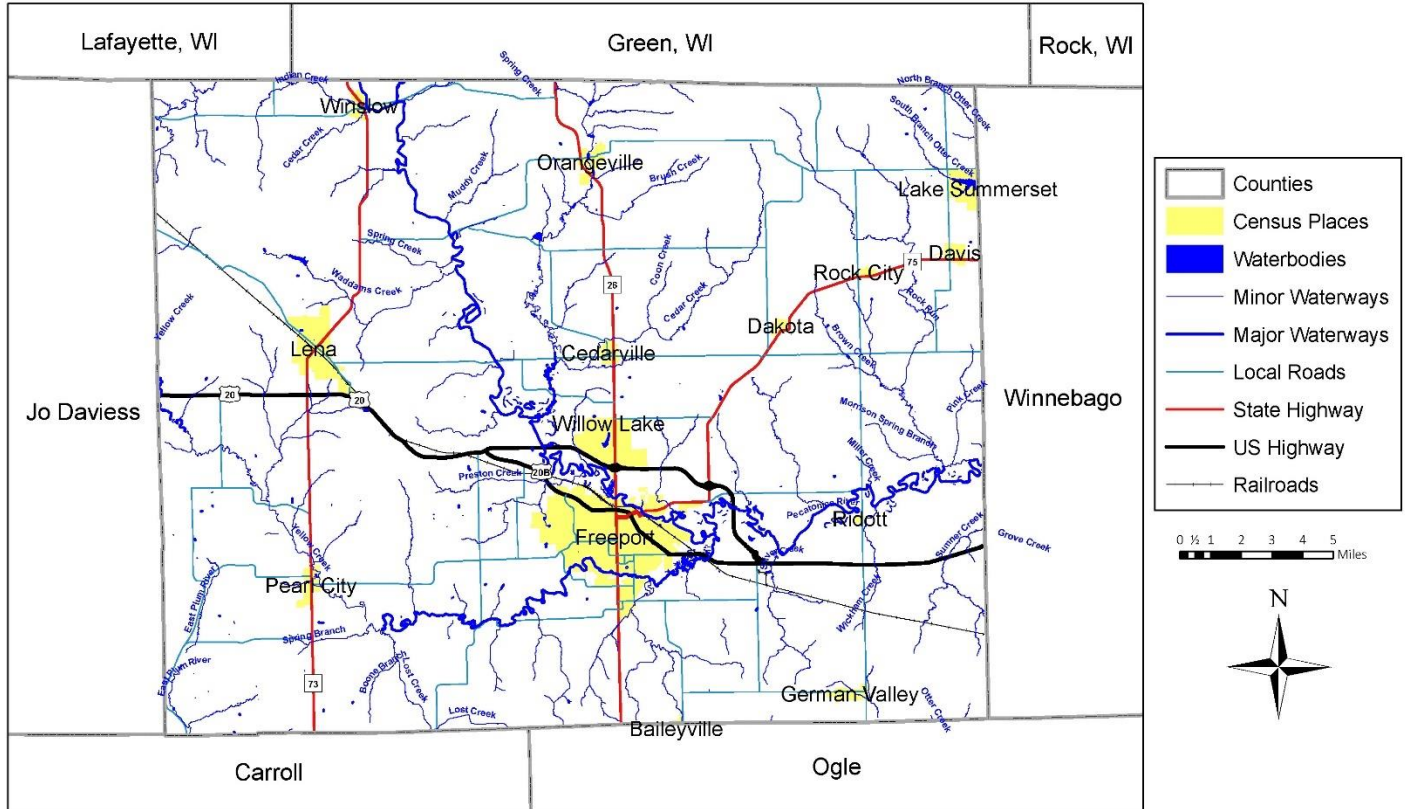 Lafayette, WI
Green, WI
Rock, WI
Indian Creek
Spring Creek
North Branch Otter Creek
Winslow
South Branch Otter Creek
Cedar Creek
Orangeville
Muddy Creek
Brush Creek
Lake Summerset
Spring Creek
Coon Creek
Davis
75
Rock City
Waddams Creek
26
Cedar Creek
Rock Run
Yellow Creek
Dakota
Brown Creek
Lena
Cedarville
Pink Creek
20
20
Jo Daviess
Winnebago
Willow Lake
Morrison Spring Branch
Miller Creek
Preston Creek
20B
Pecatonica River
Ridott
Freeport
Sumner Creek
Grove Creek
Yellow Creek
Pearl City
East Plum River
Wickham Creek
Spring Branch
East Plum River
Boone Branch
Lost Creek
73
German Valley
Otter Creek
Lost Creek
Baileyville
Carroll
Ogle
Counties
Census Places
Waterbodies
Minor Waterways
Major Waterways
Local Roads
State Highway
US Highway
Railroads
0 ½ 1 2 3 4 5
Miles
N